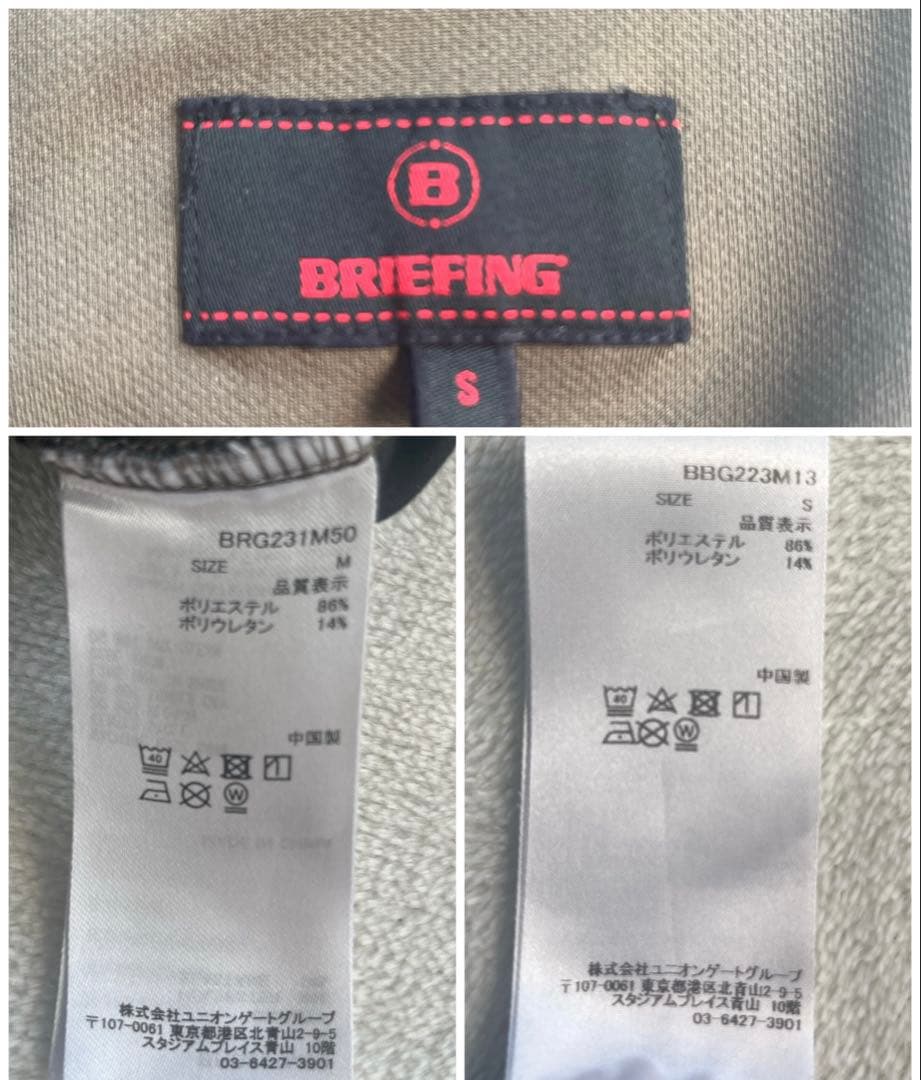 B
BRIEFING
S
BRG231M50
SIZE M
品質表示
ポリエステル 86%
ポリウレタン 14%
中国製
40
W
株式会社ユニオンゲートグループ
〒107-0061 東京都港区北青山2-9-5
スタジアムプレイス青山 10階
03-6427-3901
BBG223M13
SIZE S
品質表示
ポリエステル 86%
ポリウレタン 14%
中国製
40
W
株式会社ユニオンゲートグループ
〒107-0061 東京都港区北青山2-9-5
スタジアムプレイス青山 10階
03-6427-3901